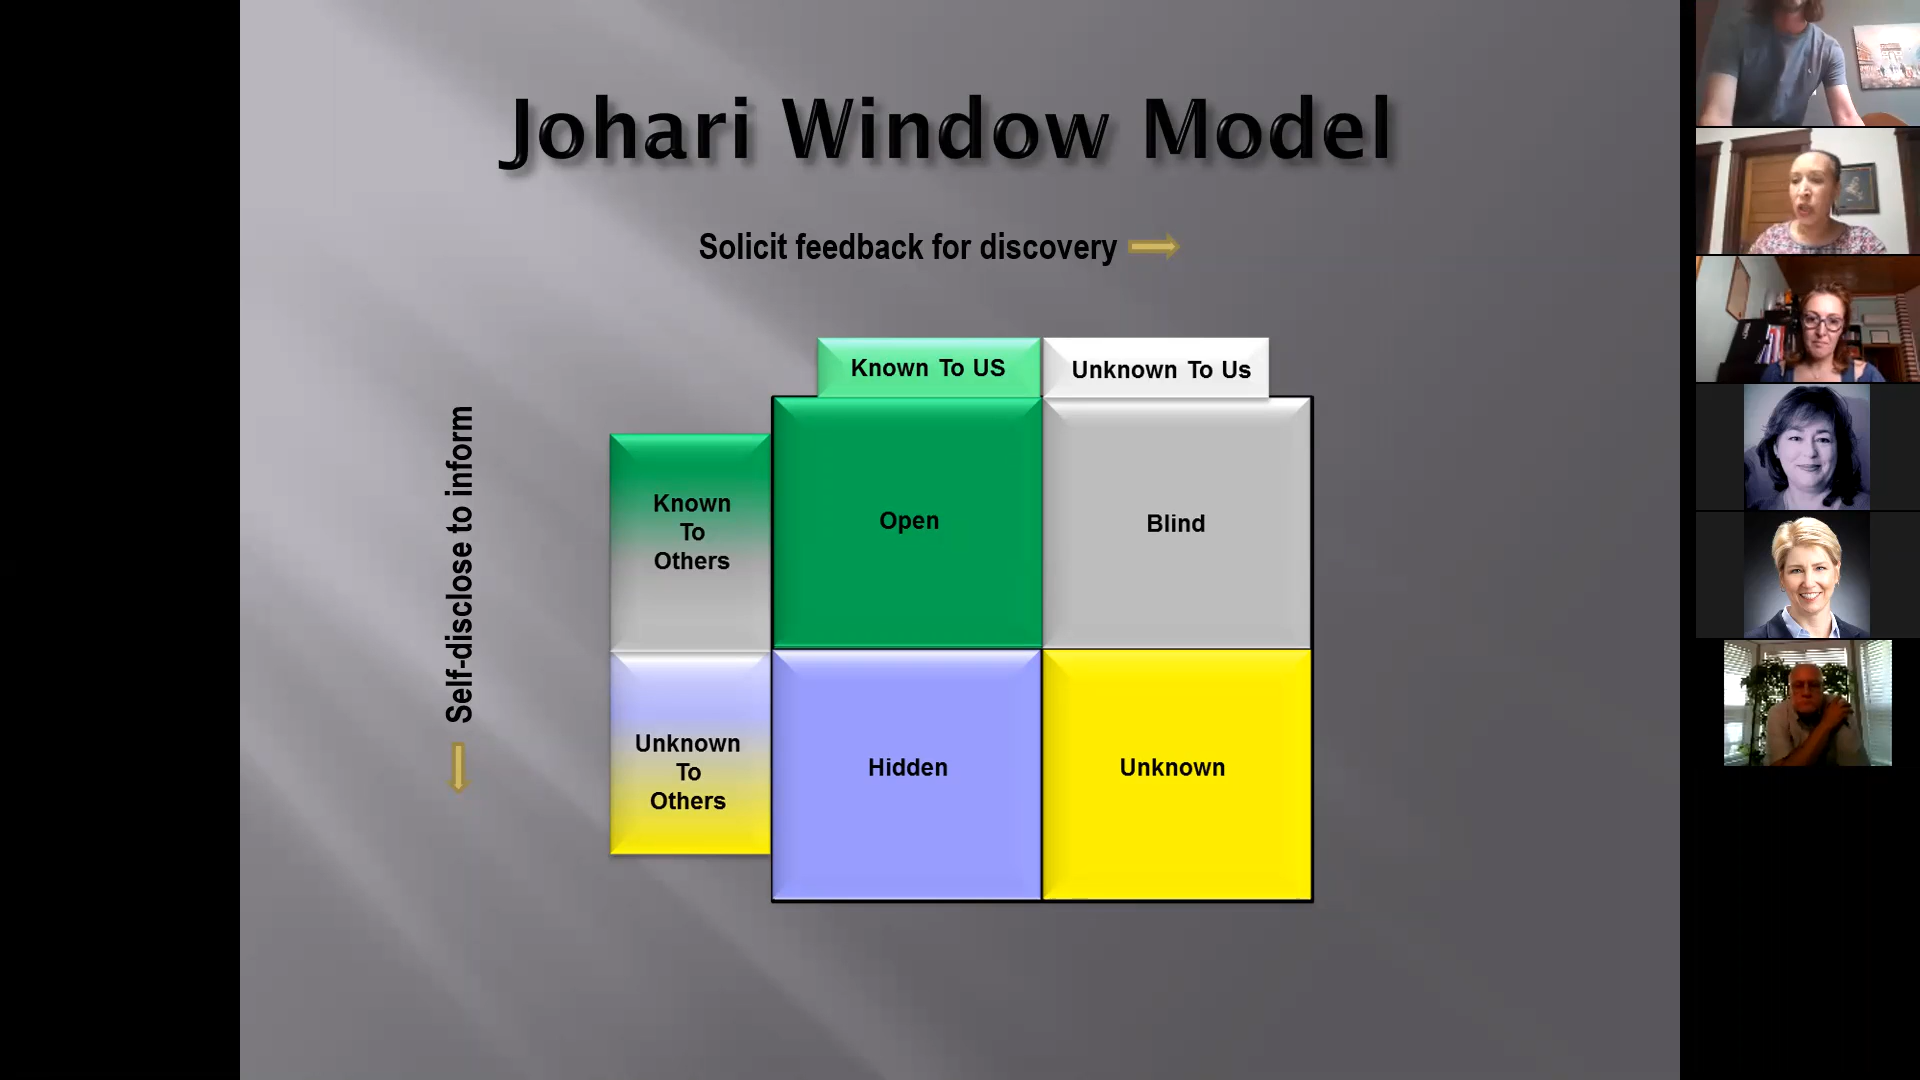 Johari Window Model
Solicit feedback for discovery
Known To US
Unknown To Us
Self-disclose to inform
Known
To
Others
Open
Blind
Unknown
To
Others
Hidden
Unknown